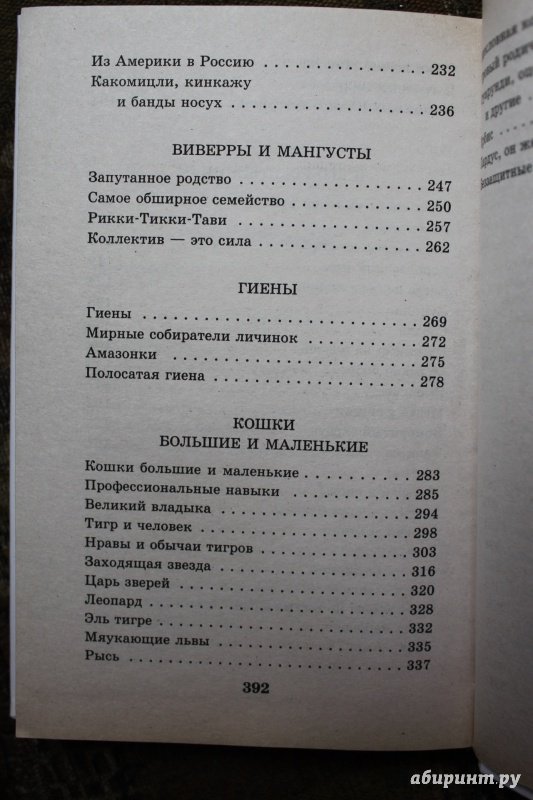 Из Америки в Россию . . . . . . . . . . . . . . . . 232
Какомицли, кинкажу
и банды носух . . . . . . . . . . . . . . . . . . . 236
ВИВЕРРЫ И МАНГУСТЫ
Запутанное родство . . . . . . . . . . . . . . . . . 247
Самое обширное семейство . . . . . . . . . . . . 250
Рикки-Тикки-Тави . . . . . . . . . . . . . . . . . . 257
Коллектив — это сила . . . . . . . . . . . . . . . . 262
ГИЕНЫ
Гиены . . . . . . . . . . . . . . . . . . . . . . . . . 269
Мирные собиратели личинок . . . . . . . . . . . 272
Амазонки . . . . . . . . . . . . . . . . . . . . . . . 275
Полосатая гиена . . . . . . . . . . . . . . . . . . . 278
КОШКИ
БОЛЬШИЕ И МАЛЕНЬКИЕ
Кошки большие и маленькие . . . . . . . . . . . 283
Профессиональные навыки . . . . . . . . . . . . 285
Великий владыка . . . . . . . . . . . . . . . . . . . 294
Тигр и человек . . . . . . . . . . . . . . . . . . . . 298
Нравы и обычаи тигров . . . . . . . . . . . . . . . 303
Заходящая звезда . . . . . . . . . . . . . . . . . . 316
Царь зверей . . . . . . . . . . . . . . . . . . . . . . 320
Леопард . . . . . . . . . . . . . . . . . . . . . . . . 328
Эль тигре . . . . . . . . . . . . . . . . . . . . . . . 332
Мяукающие львы . . . . . . . . . . . . . . . . . . . 335
Рысь . . . . . . . . . . . . . . . . . . . . . . . . . . 337
392
и другие . . .
он
абиринт.ру